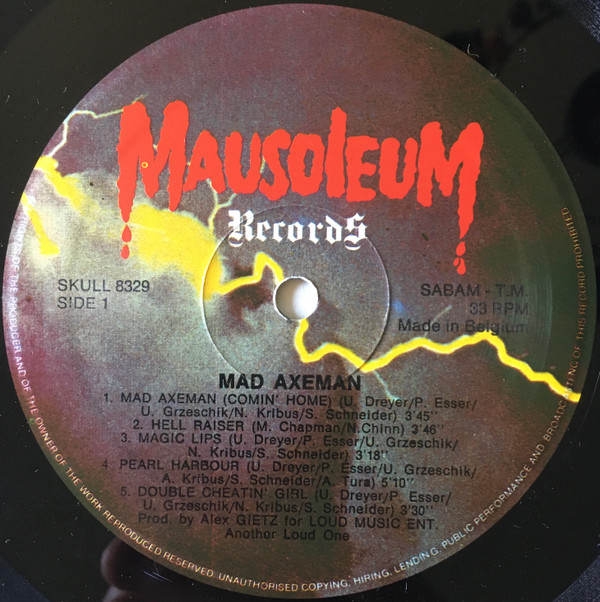 MAUSOLEUM
Records
SKULL 8329
SIDE 1
SABAM - T.M.
33 RPM
Made in Belgium
MAD AXEMAN
1. MAD AXEMAN (COMIN' HOME) (U. Dreyer/P. Esser/
U. Grzeschik/N. Kribus/S. Schneider) 3'45"
2. HELL RAISER (M. Chapman/N.Chinn) 3'46"
3. MAGIC LIPS (U. Dreyer/P. Esser/U. Grzeschik/
N. Kribus/S. Schneider) 3'18"
4. PEARL HARBOUR (U. Dreyer/P. Esser/U. Grzeschik/
A. Kribus/S. Schneider/A. Tura) 5'10"
5. DOUBLE CHEATIN' GIRL (U. Dreyer/P. Esser/
U. Grzeschik/N. Kribus/S. Schneider) 3'30"
Prod. by Alex GIETZ for LOUD MUSIC ENT.
Another Loud One
OF THE PRODUCER AND OF THE OWNER OF THE WORK REPRODUCED RESERVED. UNAUTHORISED COPYING, HIRING, LENDING, PUBLIC PERFORMANCE AND BROADCASTING OF THIS RECORD PROHIBITED